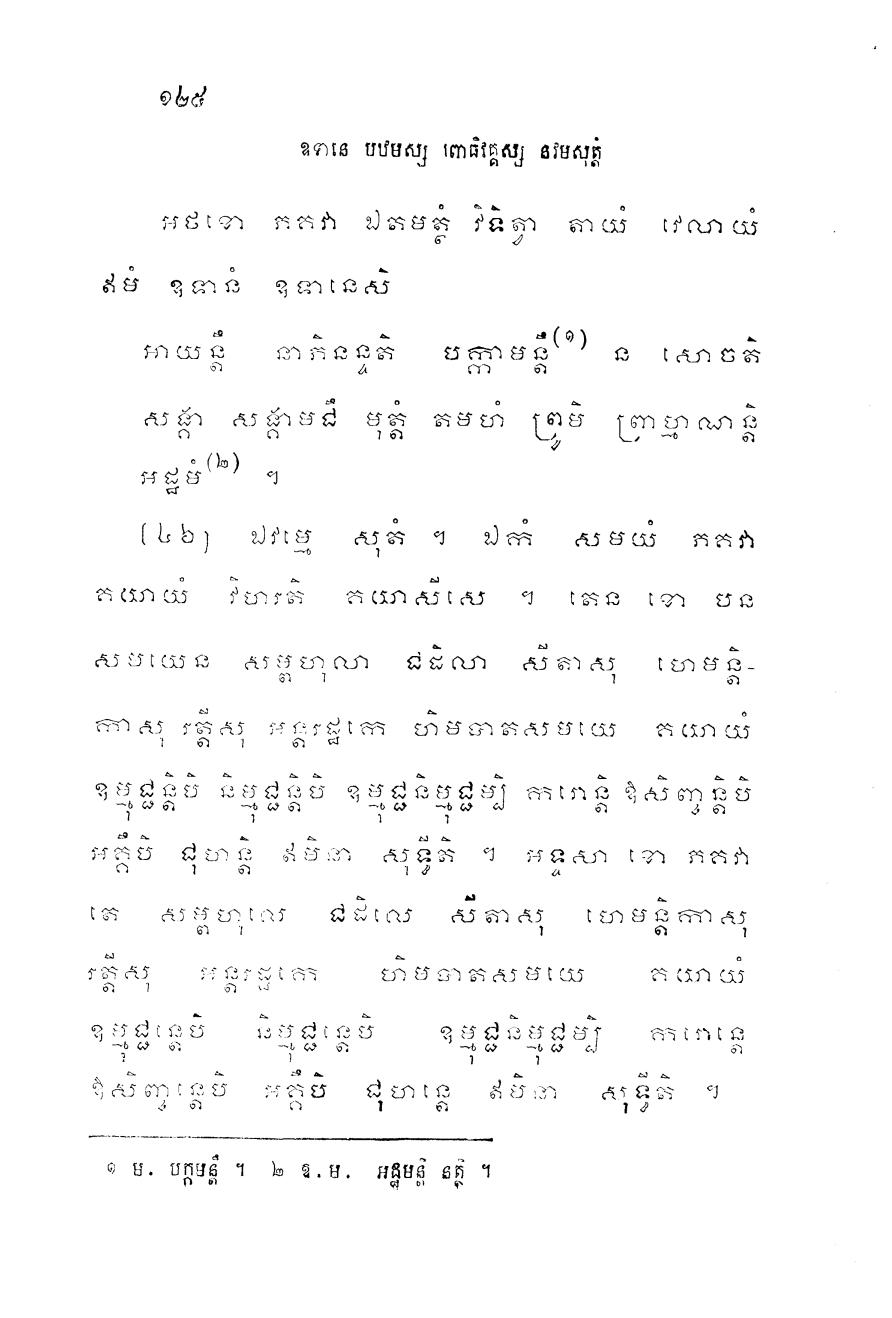 ១២៥
ឧទានេ បឋមស្ស ពោធិវគ្គស្ស នវមសុត្តំ
អថខោ ភគវា ឯតមត្ថំ វិទិត្វា តាយំ វេលាយំ
ឥមំ ឧទានំ ឧទានេសិ
អាយន្តឹ នាភិនន្ទតិ បក្កាមន្តឹ(១) ន សោចតិ
សង្គា សង្គាមជឹ មុត្តំ តមហំ ព្រូមិ ព្រាហ្មណន្តិ
អដ្ឋមំ(២) ។
(៤៦) ឯវម្មេ សុតំ ។ ឯកំ សមយំ ភគវា
គយាយំ វិហរតិ គយាសីសេ ។ តេន ខោ បន
សមយេន សម្ពហុលា ជដិលា សីតាសុ ហេមន្តិ-
កាសុ រត្តីសុ អន្តរដ្ឋកេ ហិមបាតសមយេ គយាយំ
ឧម្មុជ្ជន្តិបិ និម្មុជ្ជន្តិបិ ឧម្មុជ្ជនិម្មុជ្ជម្បិ ករោន្តិ ឱសិញ្ចន្តិបិ
អគ្គឹបិ ជុហន្តិ ឥមិនា សុទ្ធីតិ ។ អទ្ទសា ខោ ភគវា
តេ សម្ពហុលេ ជដិលេ សីតាសុ ហេមន្តិកាសុ
រត្តីសុ អន្តរដ្ឋកេ ហិមបាតសមយេ គយាយំ
ឧម្មុជ្ជន្តេបិ និម្មុជ្ជន្តេបិ ឧម្មុជ្ជនិម្មុជ្ជម្បិ ករោន្តេ
ឱសិញ្ចន្តេបិ អគ្គឹបិ ជុហន្តេ ឥមិនា សុទ្ធីតិ ។
១ ម. បក្កមន្តឹ ។ ២ ឧ.ម. អដ្ឋមន្តិ នត្ថិ ។